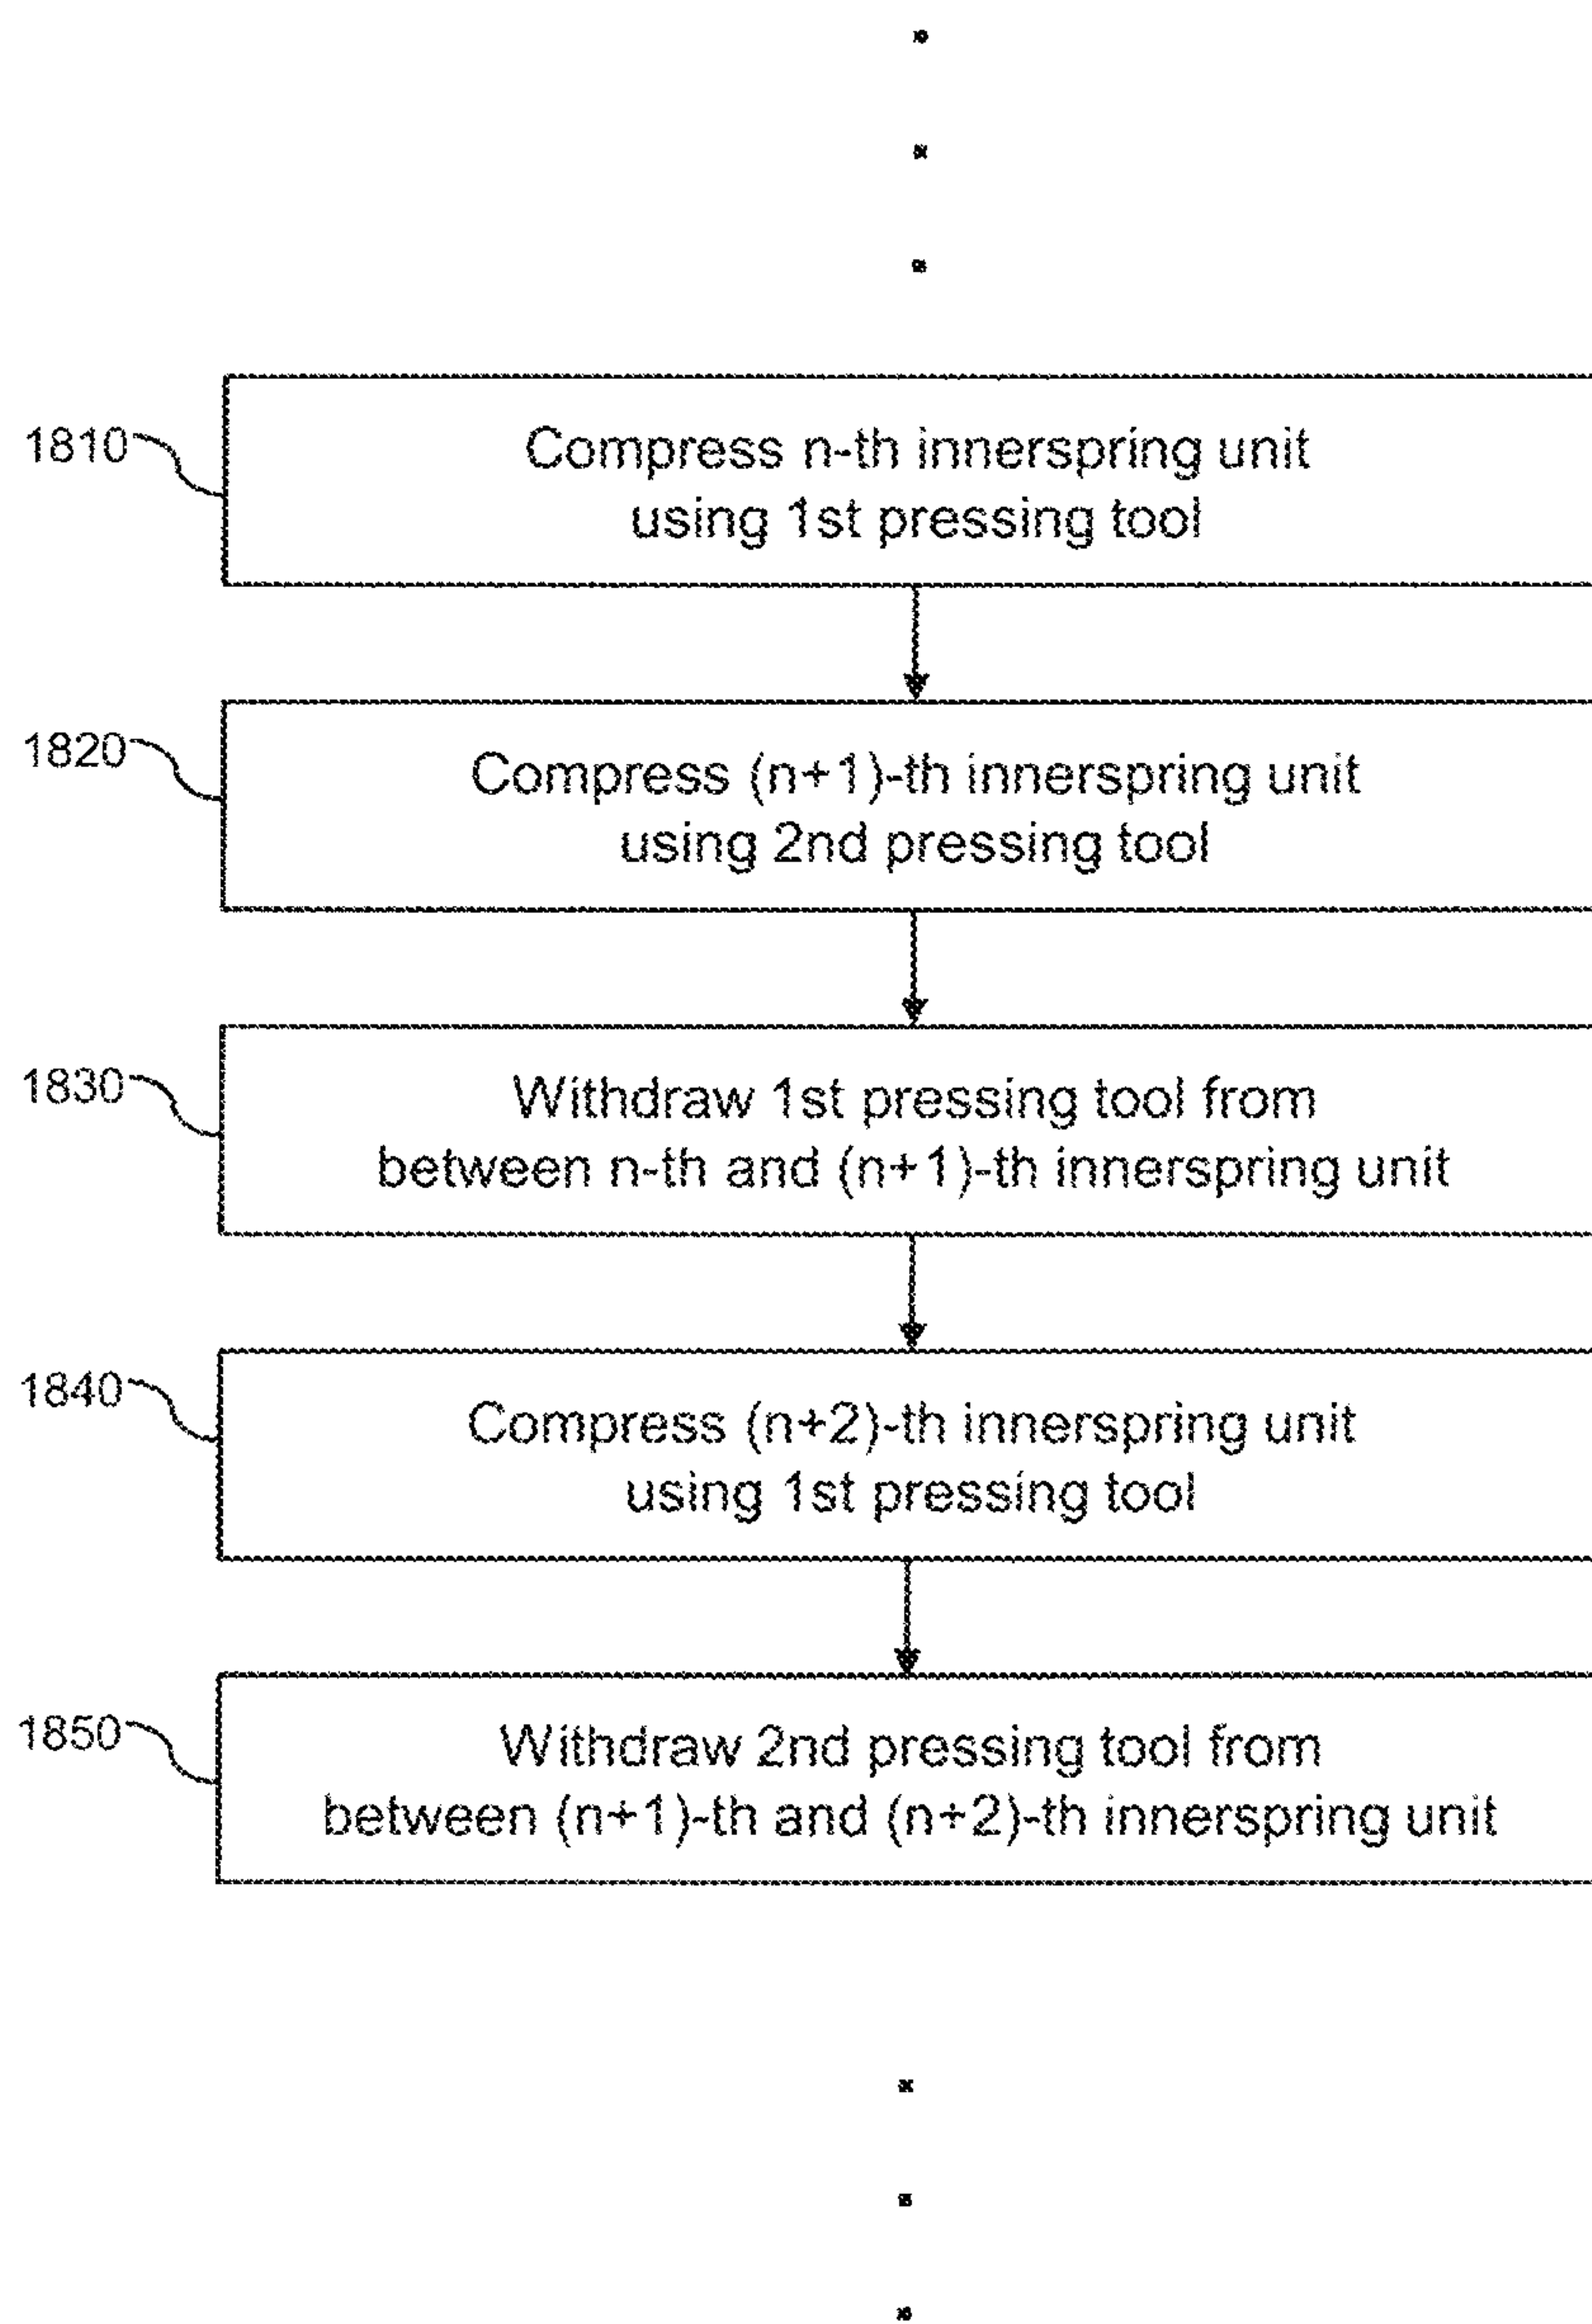 1810
Compress n-th innerspring unit
using 1st pressing tool
1820
Compress (n+1)-th innerspring unit
using 2nd pressing tool
1830
Withdraw 1st pressing tool from
between n-th and (n+1)-th innerspring unit
1840
Compress (n+2)-th innerspring unit
using 1st pressing tool
1850
Withdraw 2nd pressing tool from
between (n+1)-th and (n+2)-th innerspring unit